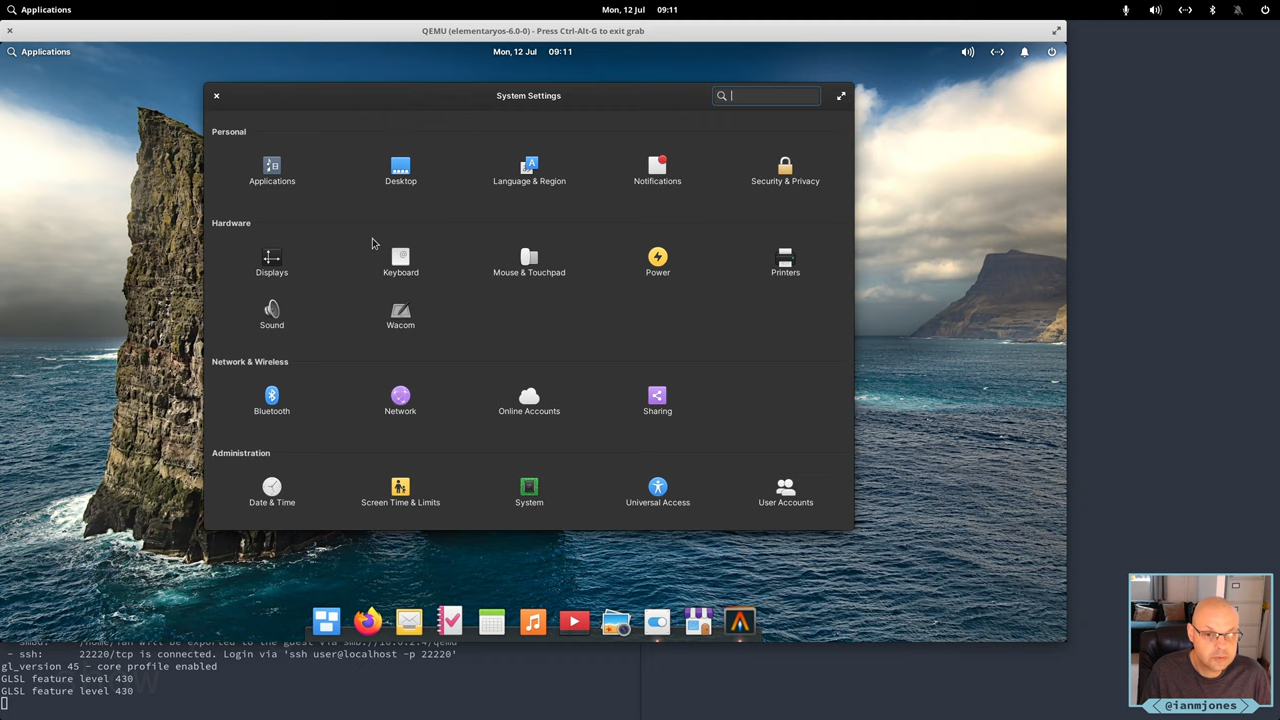 Applications
Mon, 12 Jul 09:11
QEMU (elementaryos-6.0-0) - Press Ctrl-Alt-G to exit grab
Applications
Mon, 12 Jul 09:11
System Settings
Personal
Applications
Desktop
Language & Region
Notifications
Security & Privacy
Hardware
Displays
Keyboard
Mouse & Touchpad
Power
Printers
Sound
Wacom
Network & Wireless
Bluetooth
Network
Online Accounts
Sharing
Administration
Date & Time
Screen Time & Limits
System
Universal Access
User Accounts
- ssh: 22220/tcp is connected. Login via 'ssh user@localhost -p 22220'
gl_version 45 - core profile enabled
GLSL feature level 430
GLSL feature level 430
@ianmjones